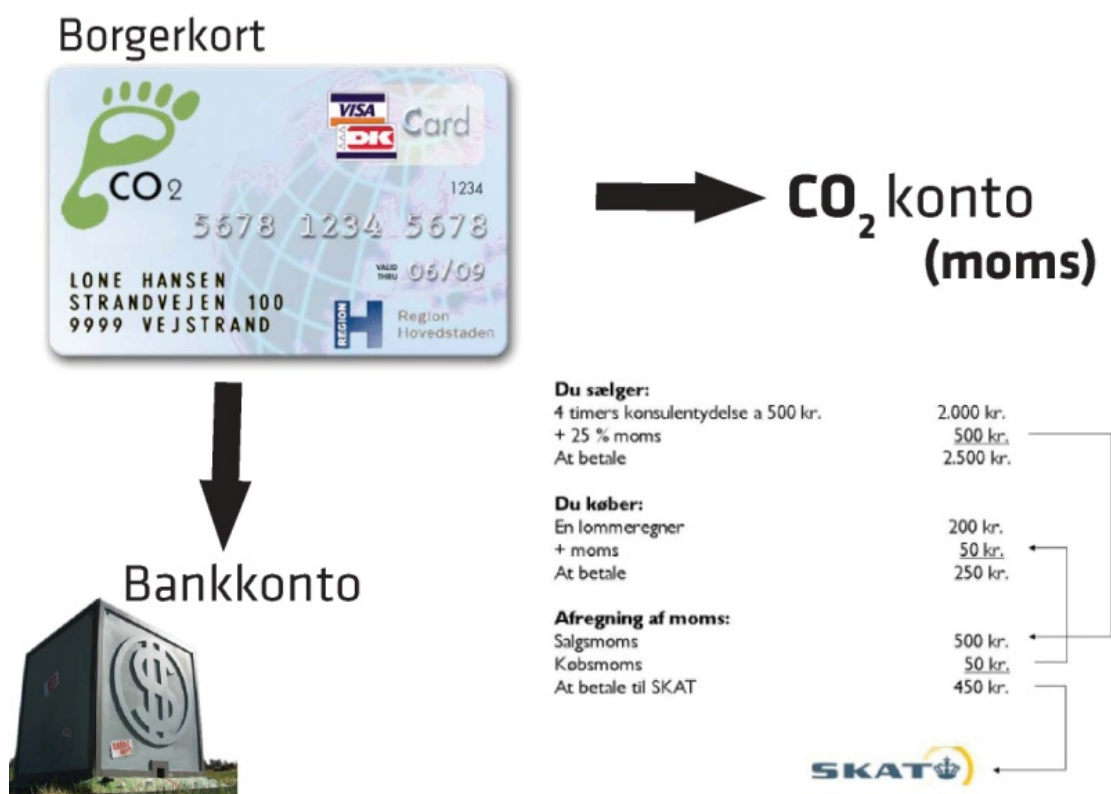 Borgerkort
CO2
VISA
DK
Card
1234
5678 1234 5678
VALID THRU 06/09
LONE HANSEN
STRANDVEJEN 100
9999 VEJSTRAND
REGION
Region
Hovedstaden
CO2 konto
(moms)
Bankkonto
$
Du sælger:
4 timers konsulentydelse a 500 kr. 2.000 kr.
+ 25 % moms 500 kr.
At betale 2.500 kr.
Du køber:
En lommeregner 200 kr.
+ moms 50 kr.
At betale 250 kr.
Afregning af moms:
Salgsmoms 500 kr.
Købsmoms 50 kr.
At betale til SKAT 450 kr.
SKAT